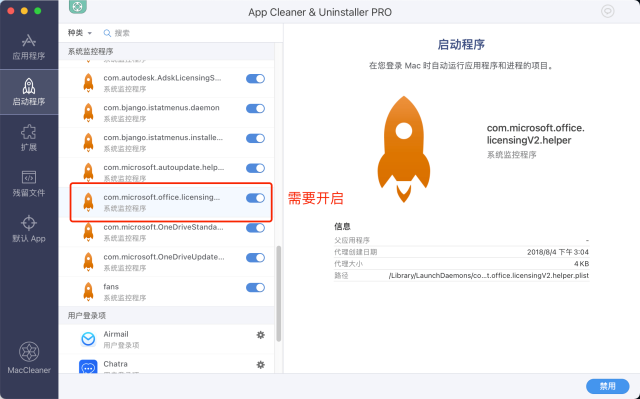 App Cleaner & Uninstaller PRO
应用程序
启动程序
扩展
残留文件
默认 App
MacCleaner
种类
搜索
系统监控程序
com.autodesk.AdskLicensingS...
系统监控程序
com.bjango.istatmenus.daemon
系统监控程序
com.bjango.istatmenus.installe...
系统监控程序
com.microsoft.autoupdate.help...
系统监控程序
com.microsoft.office.licensing...
系统监控程序
com.microsoft.OneDriveStanda...
系统监控程序
com.microsoft.OneDriveUpdate...
系统监控程序
fans
系统监控程序
用户登录项
Airmail
用户登录项
Chatra
需要开启
启动程序
在您登录 Mac 时自动运行应用程序和进程的项目。
com.microsoft.office.
licensingV2.helper
系统监控程序
信息
父应用程序 -
代理创建日期 2018/8/4 下午3:04
代理大小 4 KB
路径 /Library/LaunchDaemons/co...t.office.licensingV2.helper.plist
禁用